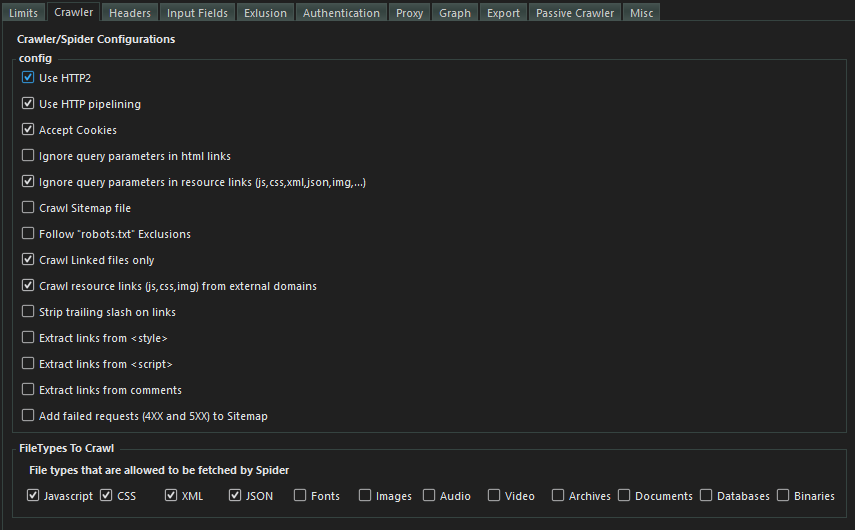 Limits Crawler Headers Input Fields Exlusion Authentication Proxy Graph Export Passive Crawler Misc
Crawler/Spider Configurations
config
Use HTTP2
Use HTTP pipelining
Accept Cookies
Ignore query parameters in html links
Ignore query parameters in resource links (js,css,xml,json,img,...)
Crawl Sitemap file
Follow "robots.txt" Exclusions
Crawl Linked files only
Crawl resource links (js,css,img) from external domains
Strip trailing slash on links
Extract links from <style>
Extract links from <script>
Extract links from comments
Add failed requests (4XX and 5XX) to Sitemap
FileTypes To Crawl
File types that are allowed to be fetched by Spider
Javascript CSS XML JSON Fonts Images Audio Video Archives Documents Databases Binaries